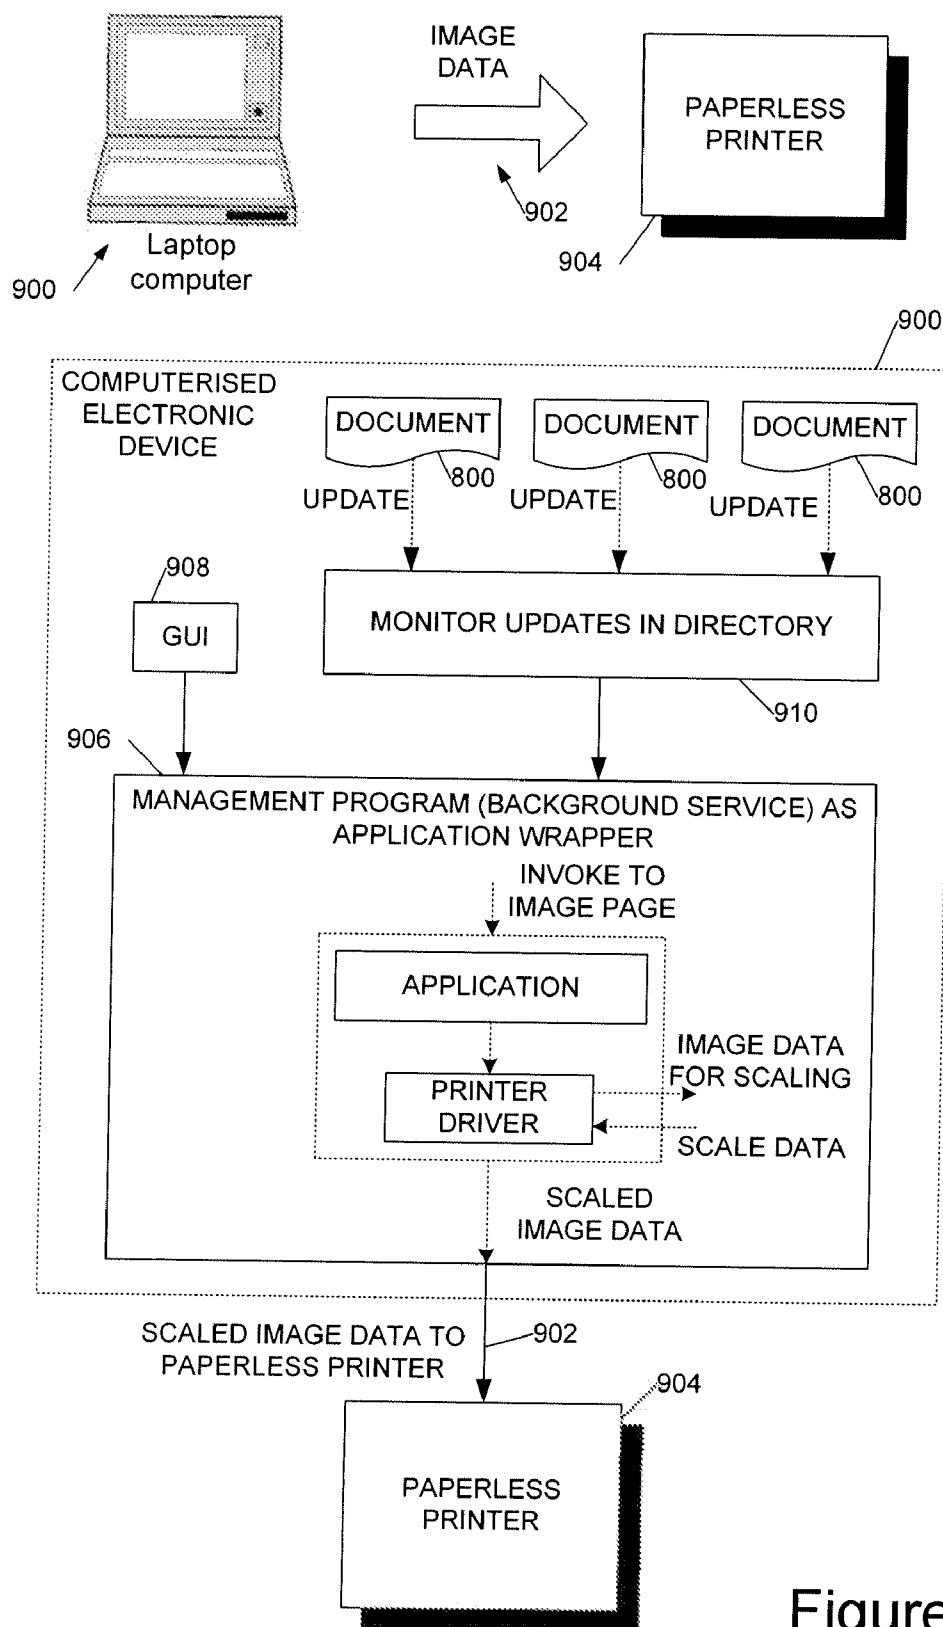 IMAGE
DATA
PAPERLESS
PRINTER
902
Laptop
computer
900
904
900
COMPUTERISED
ELECTRONIC
DEVICE
DOCUMENT
DOCUMENT
DOCUMENT
800
800
800
UPDATE
UPDATE
UPDATE
908
GUI
MONITOR UPDATES IN DIRECTORY
910
906
MANAGEMENT PROGRAM (BACKGROUND SERVICE) AS
APPLICATION WRAPPER
INVOKE TO
IMAGE PAGE
APPLICATION
IMAGE DATA
FOR SCALING
PRINTER
DRIVER
SCALE DATA
SCALED
IMAGE DATA
SCALED IMAGE DATA TO
PAPERLESS PRINTER
902
904
PAPERLESS
PRINTER
Figure